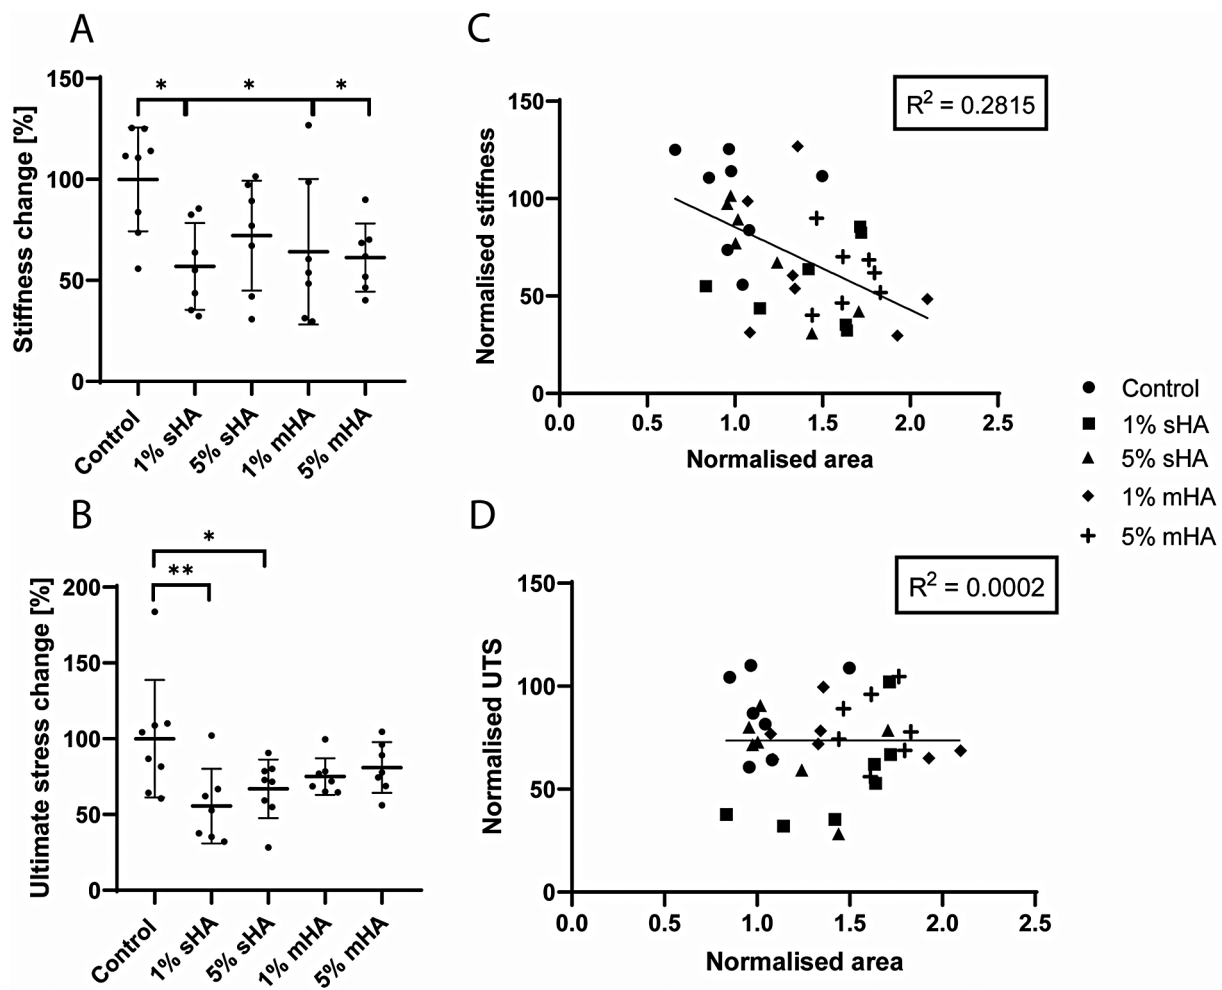 A
Stiffness change [%]
150
100
50
0
* * *
Control
1% sHA
5% sHA
1% mHA
5% mHA
C
Normalised stiffness
150
100
50
0
R² = 0.2815
0.0 0.5 1.0 1.5 2.0 2.5
Normalised area
Control
1% sHA
5% sHA
1% mHA
5% mHA
B
Ultimate stress change [%]
200
150
100
50
0
*
**
Control
1% sHA
5% sHA
1% mHA
5% mHA
D
Normalised UTS
150
100
50
0
R² = 0.0002
0.0 0.5 1.0 1.5 2.0 2.5
Normalised area